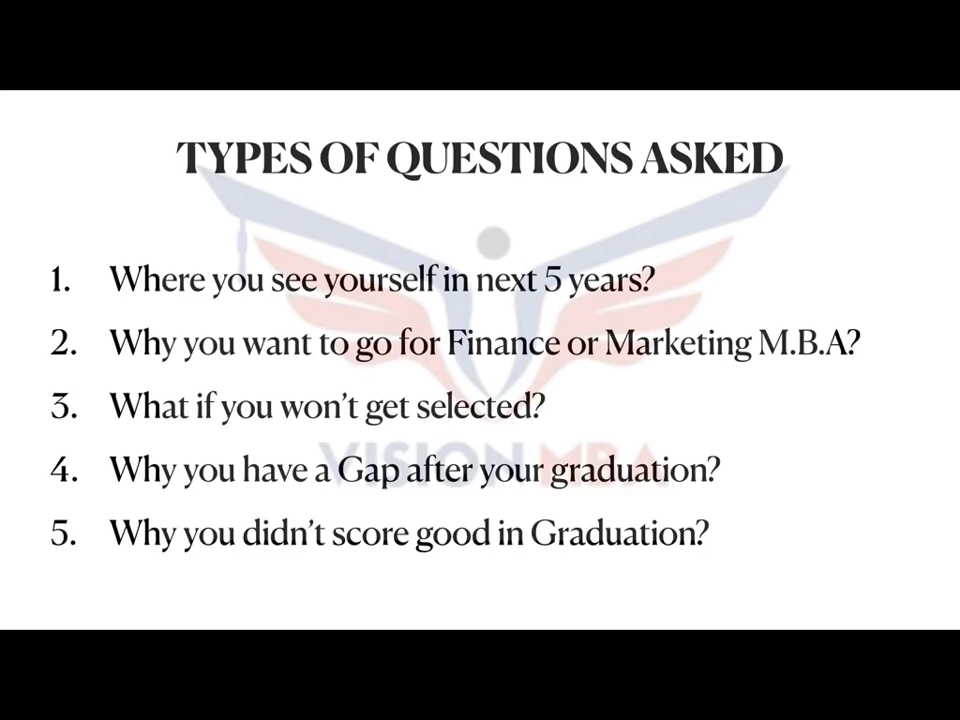 TYPES OF QUESTIONS ASKED
1. Where you see yourself in next 5 years?
2. Why you want to go for Finance or Marketing M.B.A?
3. What if you won't get selected?
4. Why you have a Gap after your graduation?
VISION MBA
5. Why you didn't score good in Graduation?